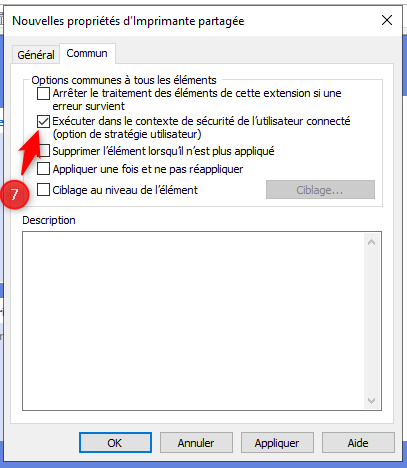 Nouvelles propriétés d'Imprimante partagée
Général
Commun
Options communes à tous les éléments
Arrêter le traitement des éléments de cette extension si une
erreur survient
Exécuter dans le contexte de sécurité de l'utilisateur connecté
(option de stratégie utilisateur)
Supprimer l'élément lorsqu'il n'est plus appliqué
Appliquer une fois et ne pas réappliquer
7
Ciblage au niveau de l'élément
Ciblage...
Description
OK
Annuler
Appliquer
Aide